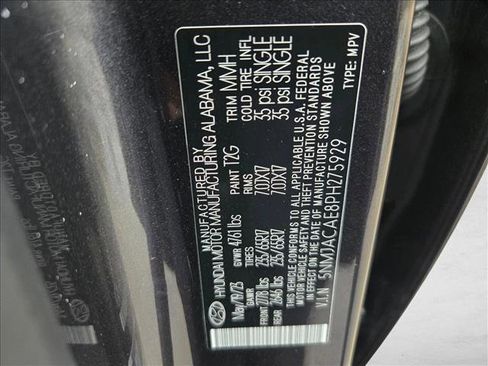 MANUFACTURED BY
HYUNDAI MOTOR MANUFACTURING ALABAMA, LLC
May/19/23 GVWR 4761 lbs PAINT T2G TRIM MMH
GAWR TIRES COLD TIRE INFL
FRONT 2778 lbs 235/65R17 7.0JX17 35 psi SINGLE
REAR 2646 lbs 235/65R17 7.0JX17 35 psi SINGLE
THIS VEHICLE CONFORMS TO ALL APPLICABLE U.S.A. FEDERAL
MOTOR VEHICLE SAFETY AND THEFT PREVENTION STANDARDS
IN EFFECT ON THE DATE OF MANUFACTURE SHOWN ABOVE
V.I.N: 5NMJACAE8PH275929 TYPE: MPV